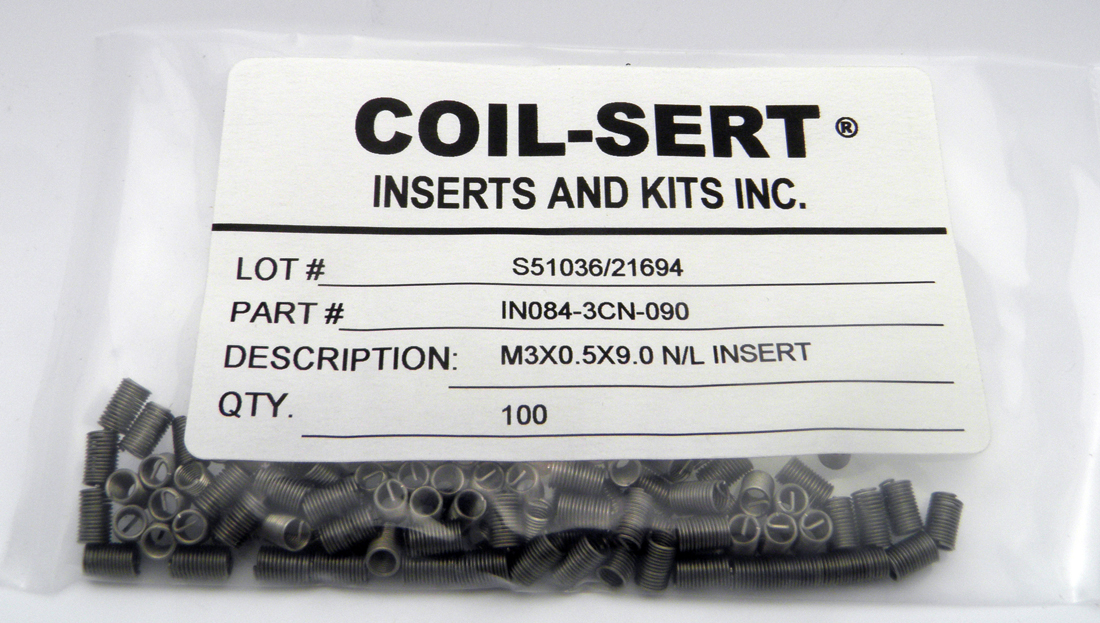 COIL-SERT ®
INSERTS AND KITS INC.
LOT # S51036/21694
PART # IN084-3CN-090
DESCRIPTION: M3X0.5X9.0 N/L INSERT
QTY. 100